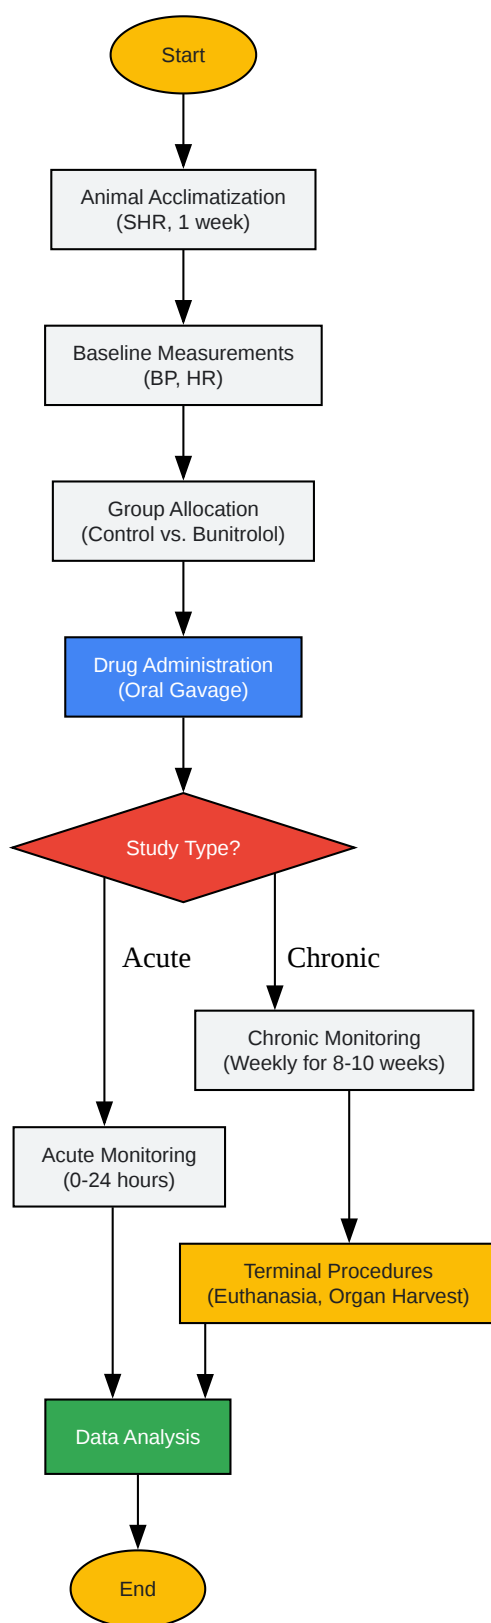 Start
Animal Acclimatization
(SHR, 1 week)
Baseline Measurements
(BP, HR)
Group Allocation
(Control vs. Bunitrolol)
Drug Administration
(Oral Gavage)
Study Type?
Acute
Chronic
Chronic Monitoring
(Weekly for 8-10 weeks)
Acute Monitoring
(0-24 hours)
Terminal Procedures
(Euthanasia, Organ Harvest)
Data Analysis
End